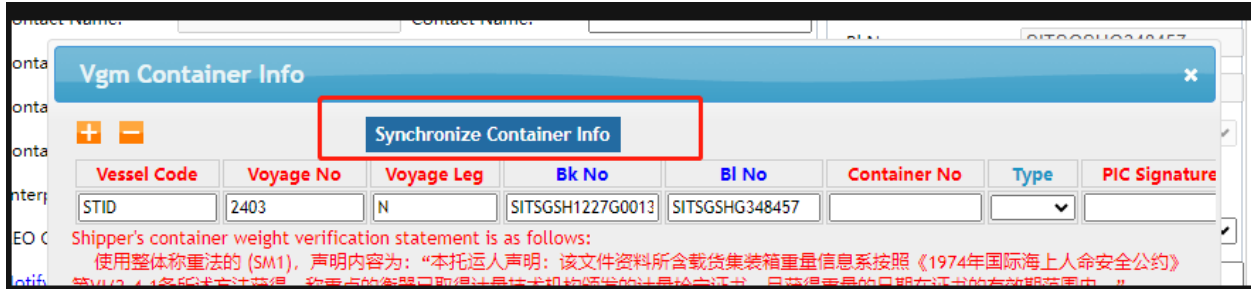 Vgm Container Info
Synchronize Container Info
Vessel Code Voyage No Voyage Leg Bk No Bl No Container No Type PIC Signature
STID 2403 N SITSGSH1227G0013 SITSGSHG348457
Shipper's container weight verification statement is as follows:
使用整体称重法的 (SM1)，声明内容为：“本托运人声明：该文件资料所含载货集装箱重量信息系按照《1974年国际海上人命安全公约》